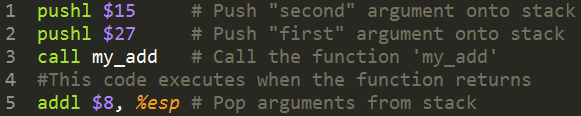 1 pushl $15 # Push "second" argument onto stack
2 pushl $27 # Push "first" argument onto stack
3 call my_add # Call the function 'my_add'
4 #This code executes when the function returns
5 addl $8, %esp # Pop arguments from stack